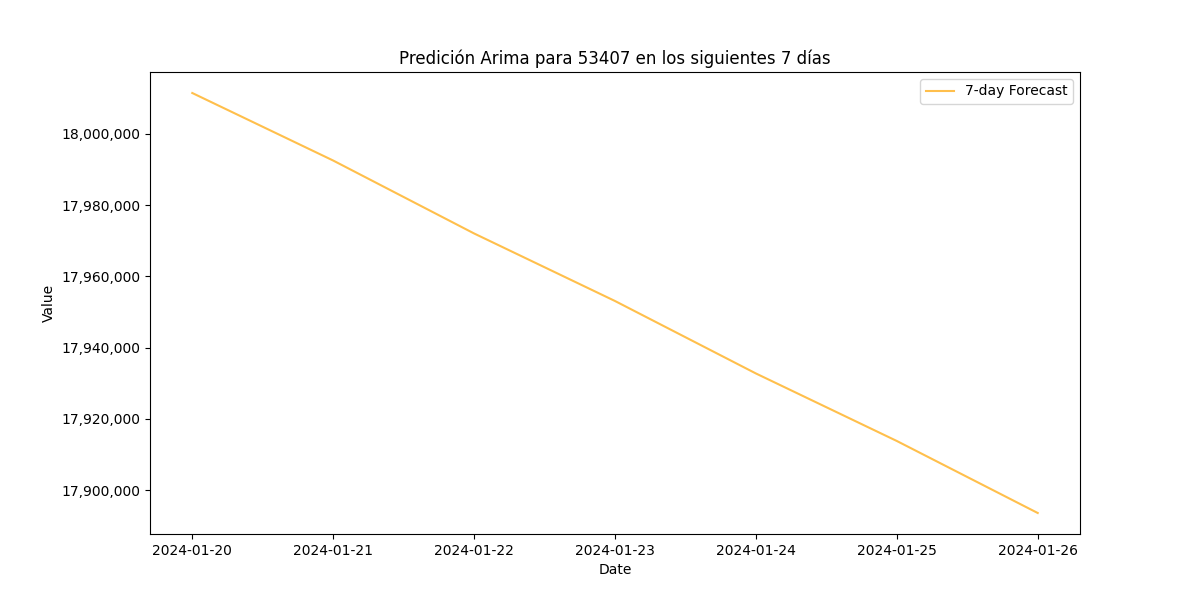 Predición Arima para 53407 en los siguientes 7 días
7-day Forecast
18,000,000
17,980,000
17,960,000
17,940,000
17,920,000
17,900,000
Value
2024-01-20 2024-01-21 2024-01-22 2024-01-23 2024-01-24 2024-01-25 2024-01-26
Date